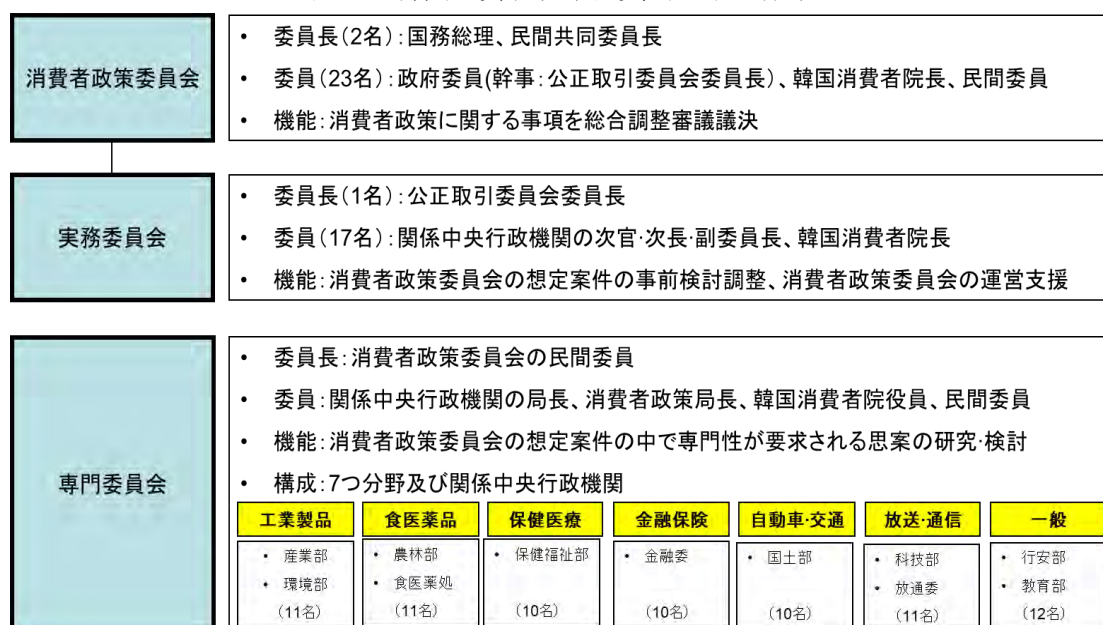 消費者政策委員会
• 委員長(2名):国務総理、民間共同委員長
• 委員(23名):政府委員(幹事:公正取引委員会委員長)、韓国消費者院長、民間委員
• 機能:消費者政策に関する事項を総合調整審議議決
実務委員会
• 委員長(1名):公正取引委員会委員長
• 委員(17名):関係中央行政機関の次官·次長·副委員長、韓国消費者院長
• 機能:消費者政策委員会の想定案件の事前検討調整、消費者政策委員会の運営支援
専門委員会
• 委員長:消費者政策委員会の民間委員
• 委員:関係中央行政機関の局長、消費者政策局長、韓国消費者院役員、民間委員
• 機能:消費者政策委員会の想定案件の中で専門性が要求される思案の研究·検討
• 構成:7つ分野及び関係中央行政機関
工業製品 食医薬品 保健医療 金融保険 自動車·交通 放送·通信 一般
• 産業部 • 農林部 • 保健福祉部 • 金融委 • 国土部 • 科技部 • 行安部
• 環境部 • 食医薬処 • 放通委 • 教育部
(11名) (11名) (10名) (10名) (10名) (11名) (12名)